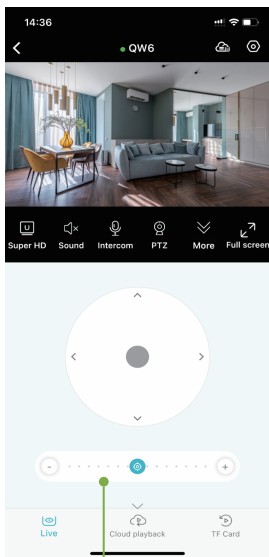 14:36
QW6
U
Super HD Sound Intercom PTZ More Full screen
- +
Live Cloud playback TF Card